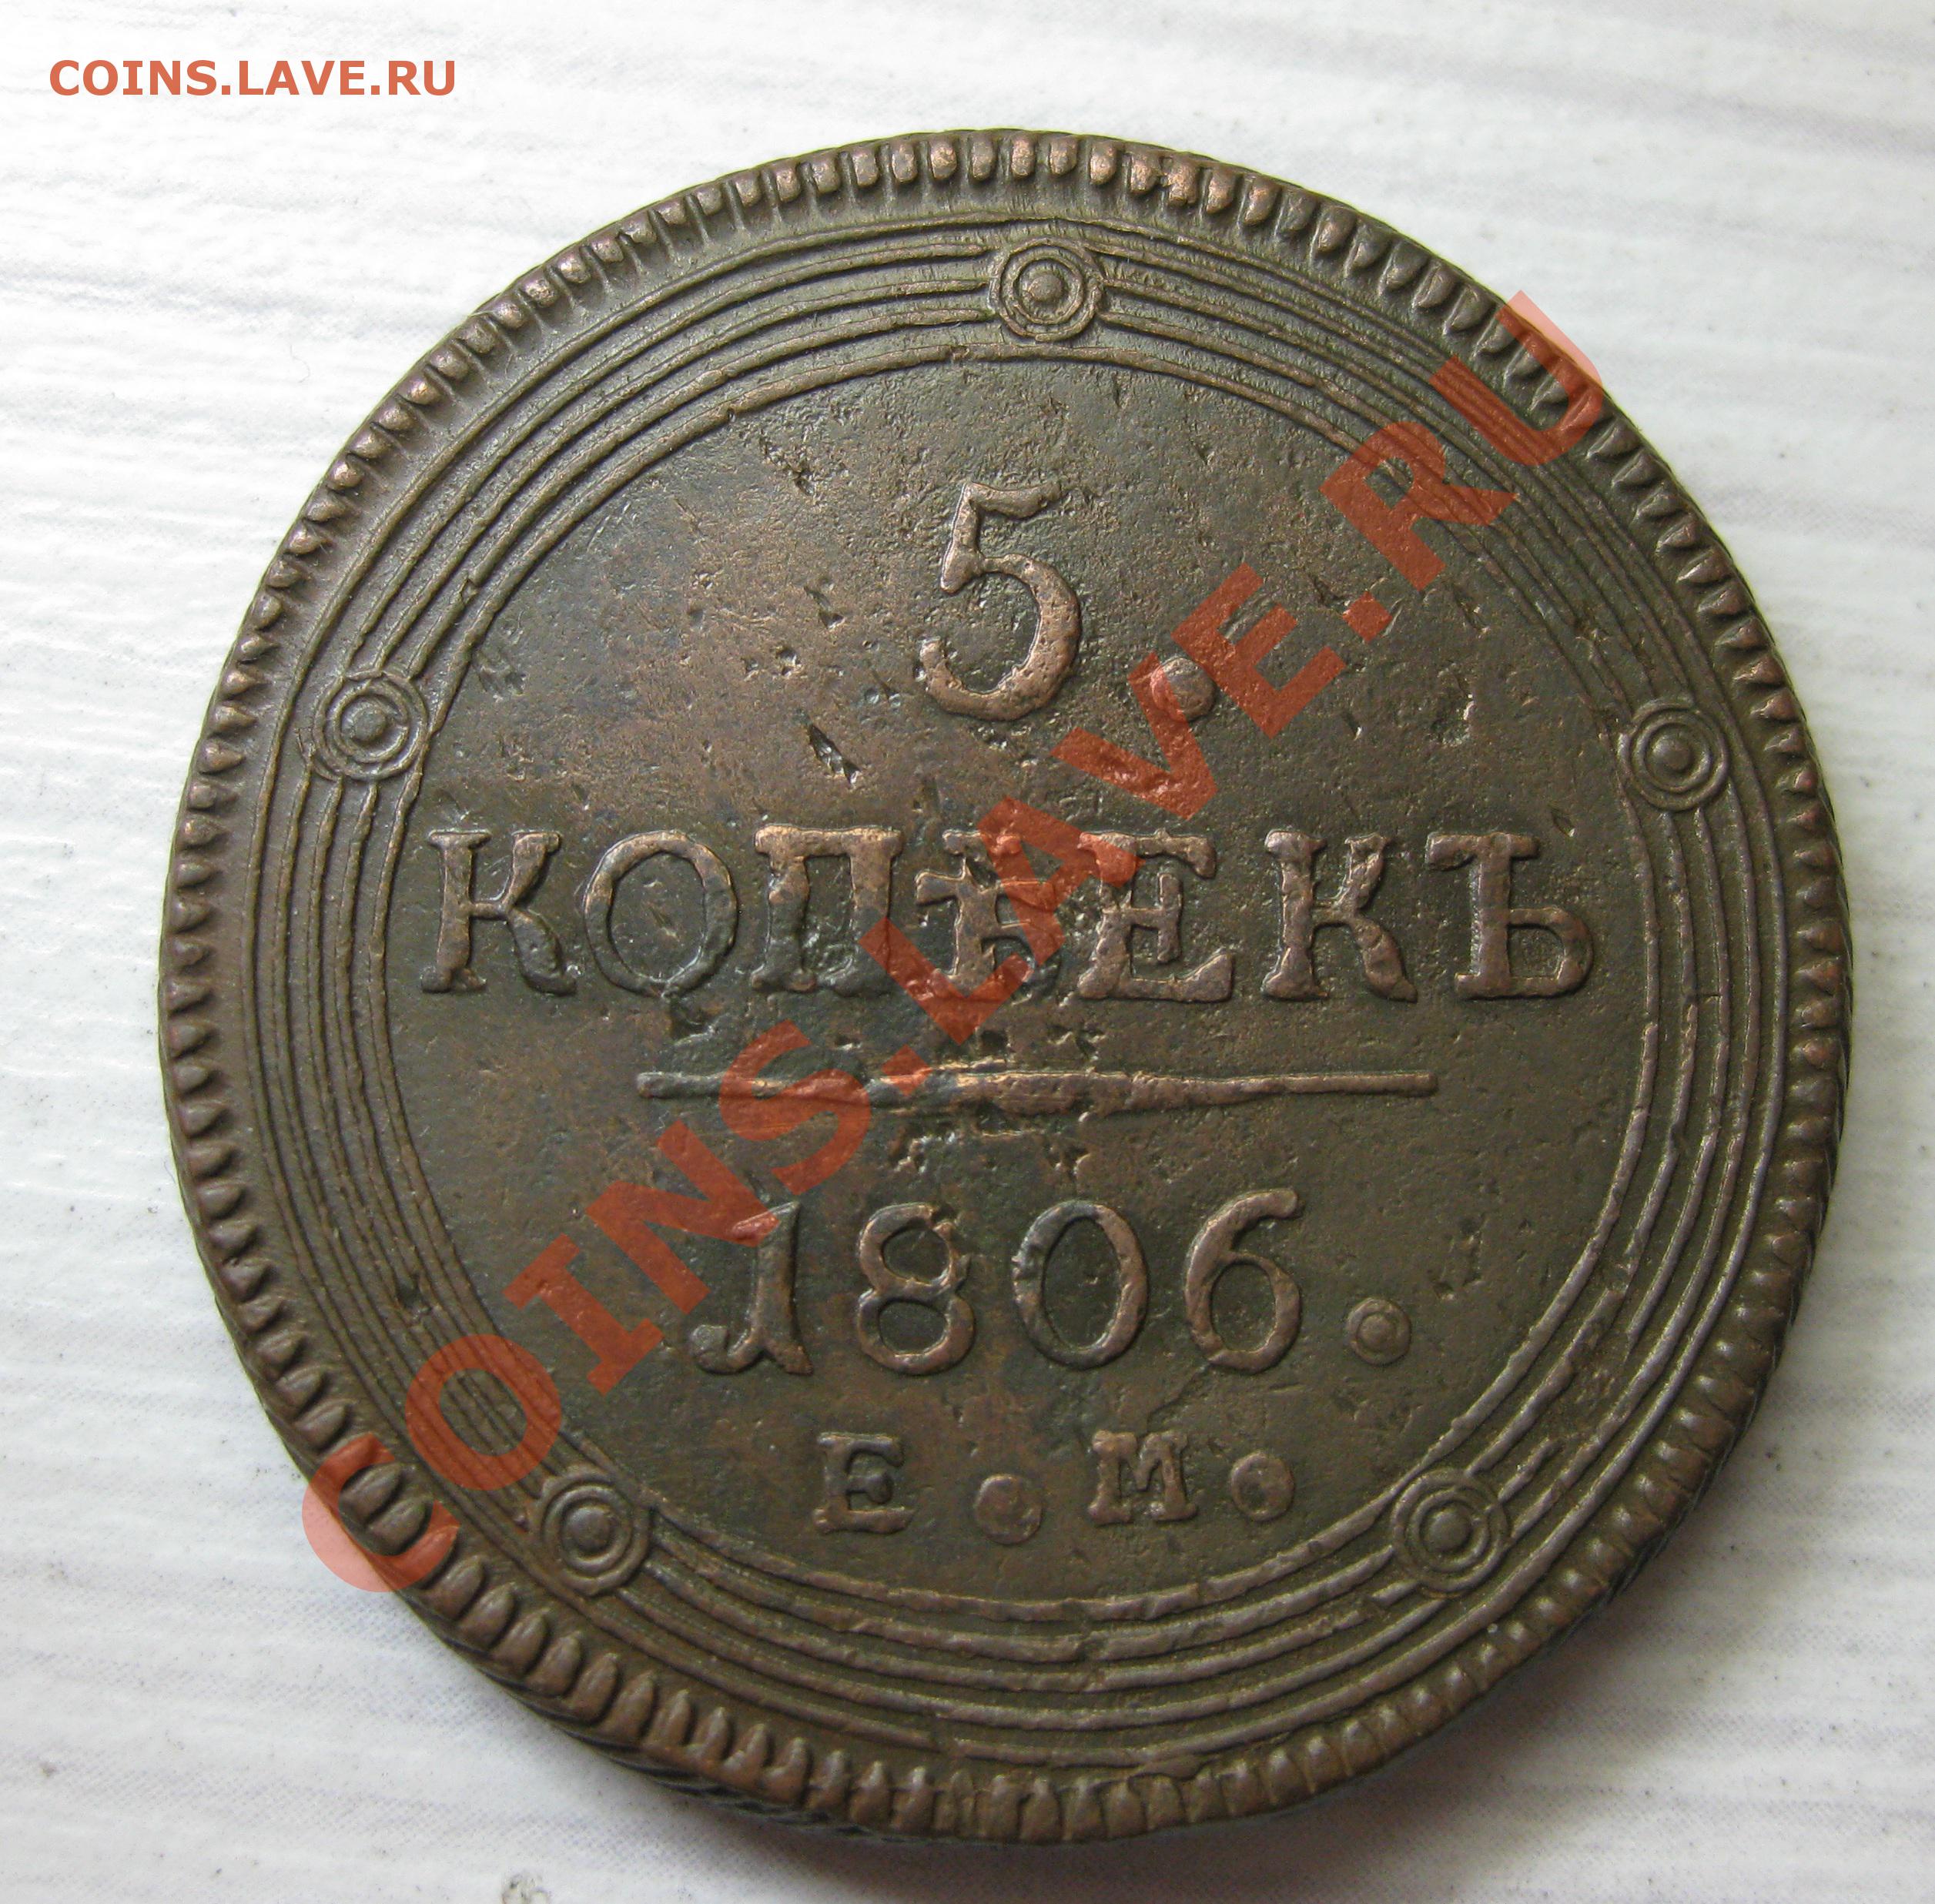 COINS.LAVE.RU
5.
КОПѢЕКЪ
1806.
Е.М.
COINS.LAVE.RU